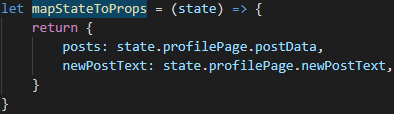 let mapStateToProps = (state) => {
    return {
        posts: state.profilePage.postData,
        newPostText: state.profilePage.newPostText,
    }
}